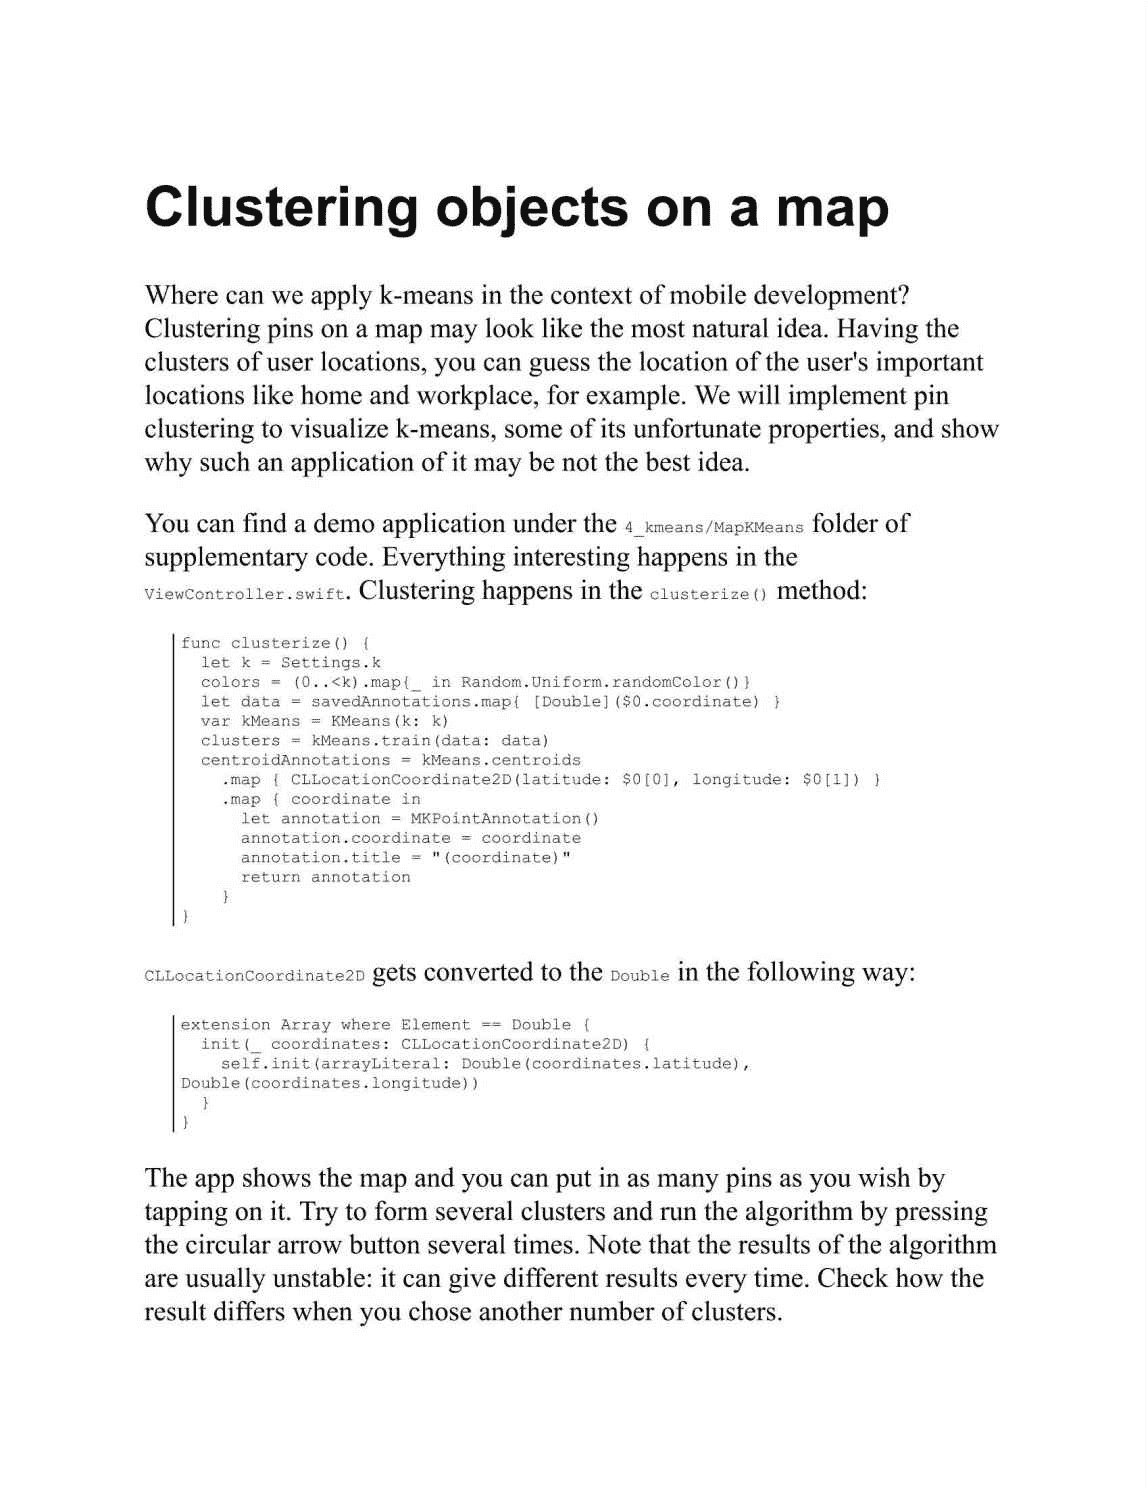 Clustering objects on a map
Where can we apply k-means in the context of mobile development?
Clustering pins on a map may look like the most natural idea. Having the
clusters of user locations, you can guess the location of the user's important
locations like home and workplace, for example. We will implement pin
clustering to visualize k-means, some of its unfortunate properties, and show
why such an application of it may be not the best idea.
You can find a demo application under the 4_kmeans/MapKMeans folder of
supplementary code. Everything interesting happens in the
ViewController.swift. Clustering happens in the clusterize() method:
func clusterize() {
let k = Settings.k
colors = (0..<k).map{_ in Random.Uniform.randomColor()}
let data = savedAnnotations.map{ [Double]($0.coordinate) }
var kMeans = KMeans(k: k)
clusters = kMeans.train(data: data)
centroidAnnotations = kMeans.centroids
.map { CLLocationCoordinate2D(latitude: $0[0], longitude: $0[1]) }
.map { coordinate in
let annotation = MKPointAnnotation()
annotation.coordinate = coordinate
annotation.title = "(coordinate)"
return annotation
}
}
CLLocationCoordinate2D gets converted to the Double in the following way:
extension Array where Element == Double {
init(_ coordinates: CLLocationCoordinate2D) {
self.init(arrayLiteral: Double(coordinates.latitude),
Double(coordinates.longitude))
}
}
The app shows the map and you can put in as many pins as you wish by
tapping on it. Try to form several clusters and run the algorithm by pressing
the circular arrow button several times. Note that the results of the algorithm
are usually unstable: it can give different results every time. Check how the
result differs when you chose another number of clusters.